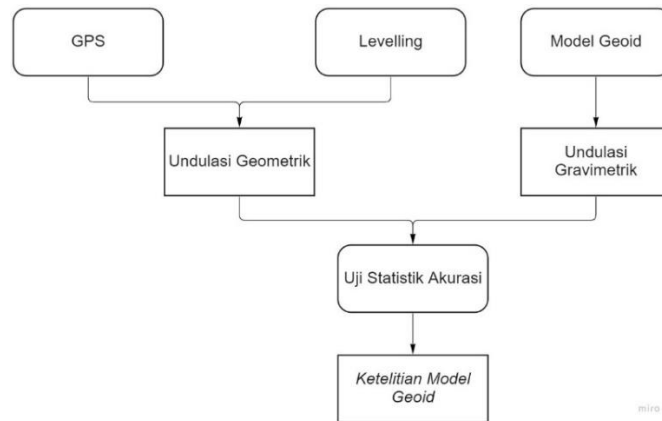 GPS
Levelling
Model Geoid
Undulasi Geometrik
Undulasi
Gravimetrik
Uji Statistik Akurasi
Ketelitian Model
Geoid
miro